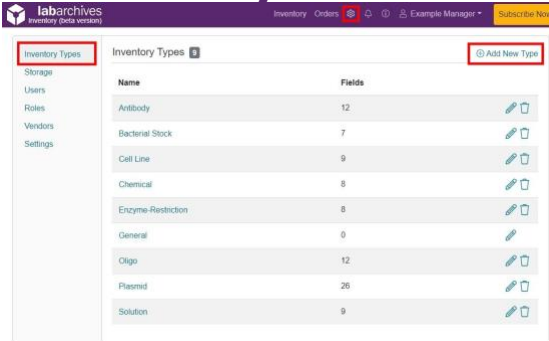 labarchives
Inventory (beta version)
Inventory Orders Example Manager Subscribe Now
Inventory Types
Storage
Users
Roles
Vendors
Settings
Inventory Types 9
Add New Type
Name Fields
Antibody 12
Bacterial Stock 7
Cell Line 9
Chemical 8
Enzyme-Restriction 8
General 0
Oligo 12
Plasmid 26
Solution 9